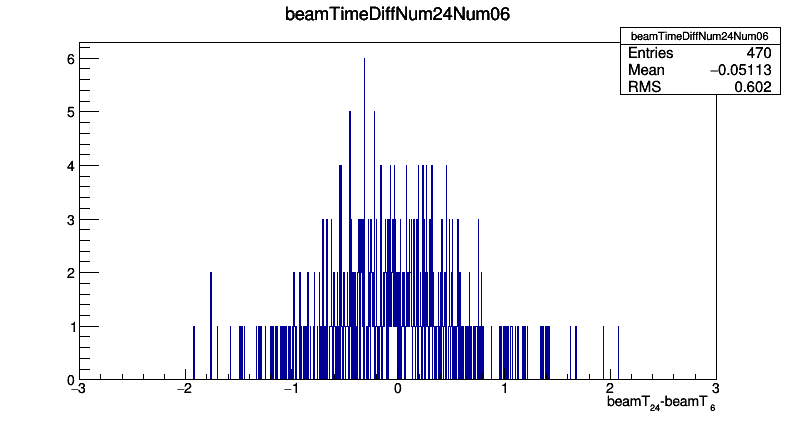 beamTimeDiffNum24Num06
beamTimeDiffNum24Num06
Entries 470
Mean −0.05113
RMS 0.602
6
5
4
3
2
1
0
−3 −2 −1 0 1 2 3
beamT24-beamT6